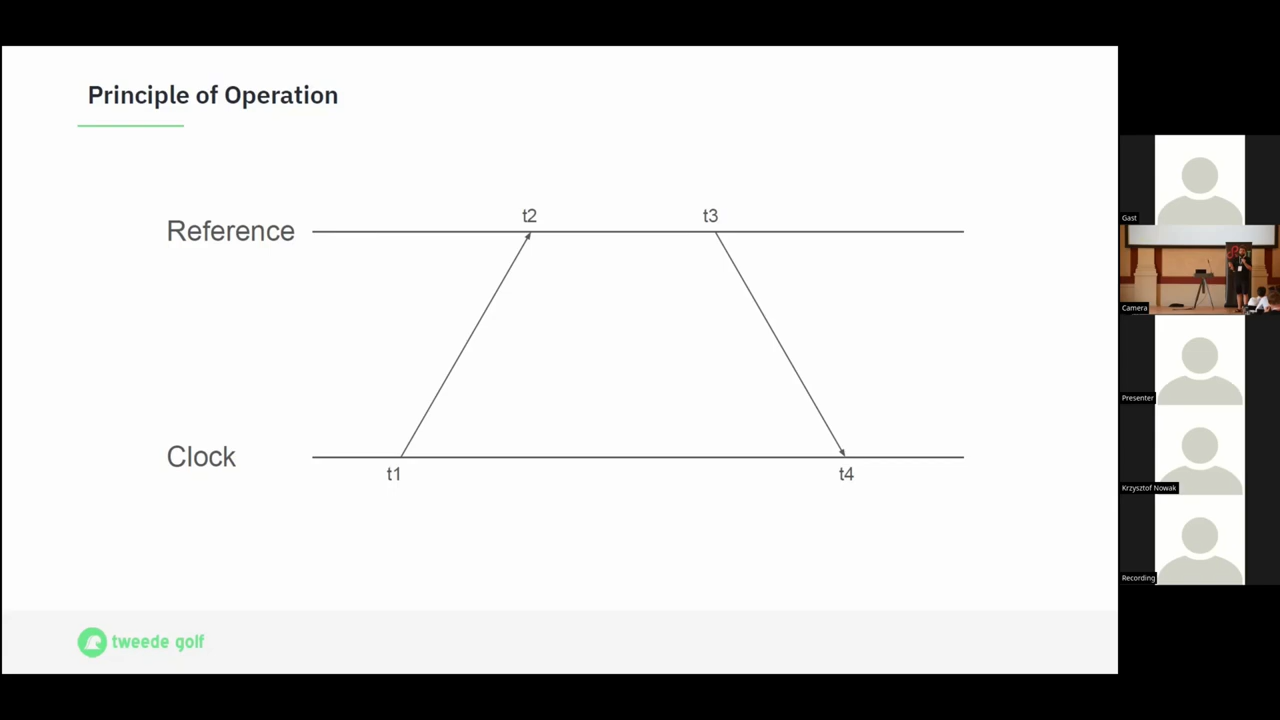 Principle of Operation
t2
t3
Reference
Clock
t1
t4
tweede golf
Gast
Camera
Presenter
Krzysztof Nowak
Recording